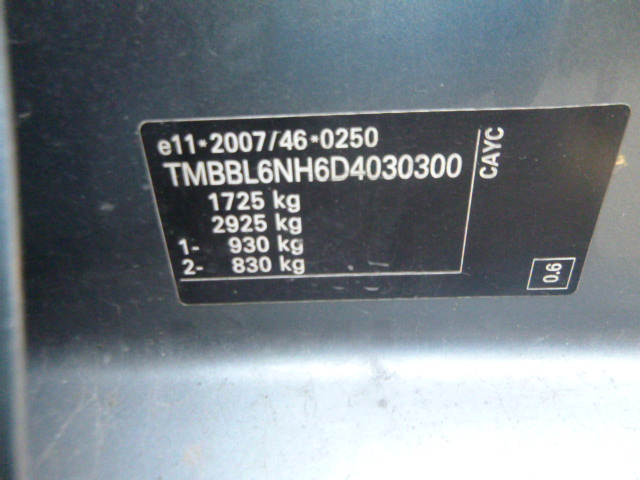 e11*2007/46*0250
TMBBL6NH6D4030300
1725 kg
2925 kg
1- 930 kg
2- 830 kg
CAYC
0.6